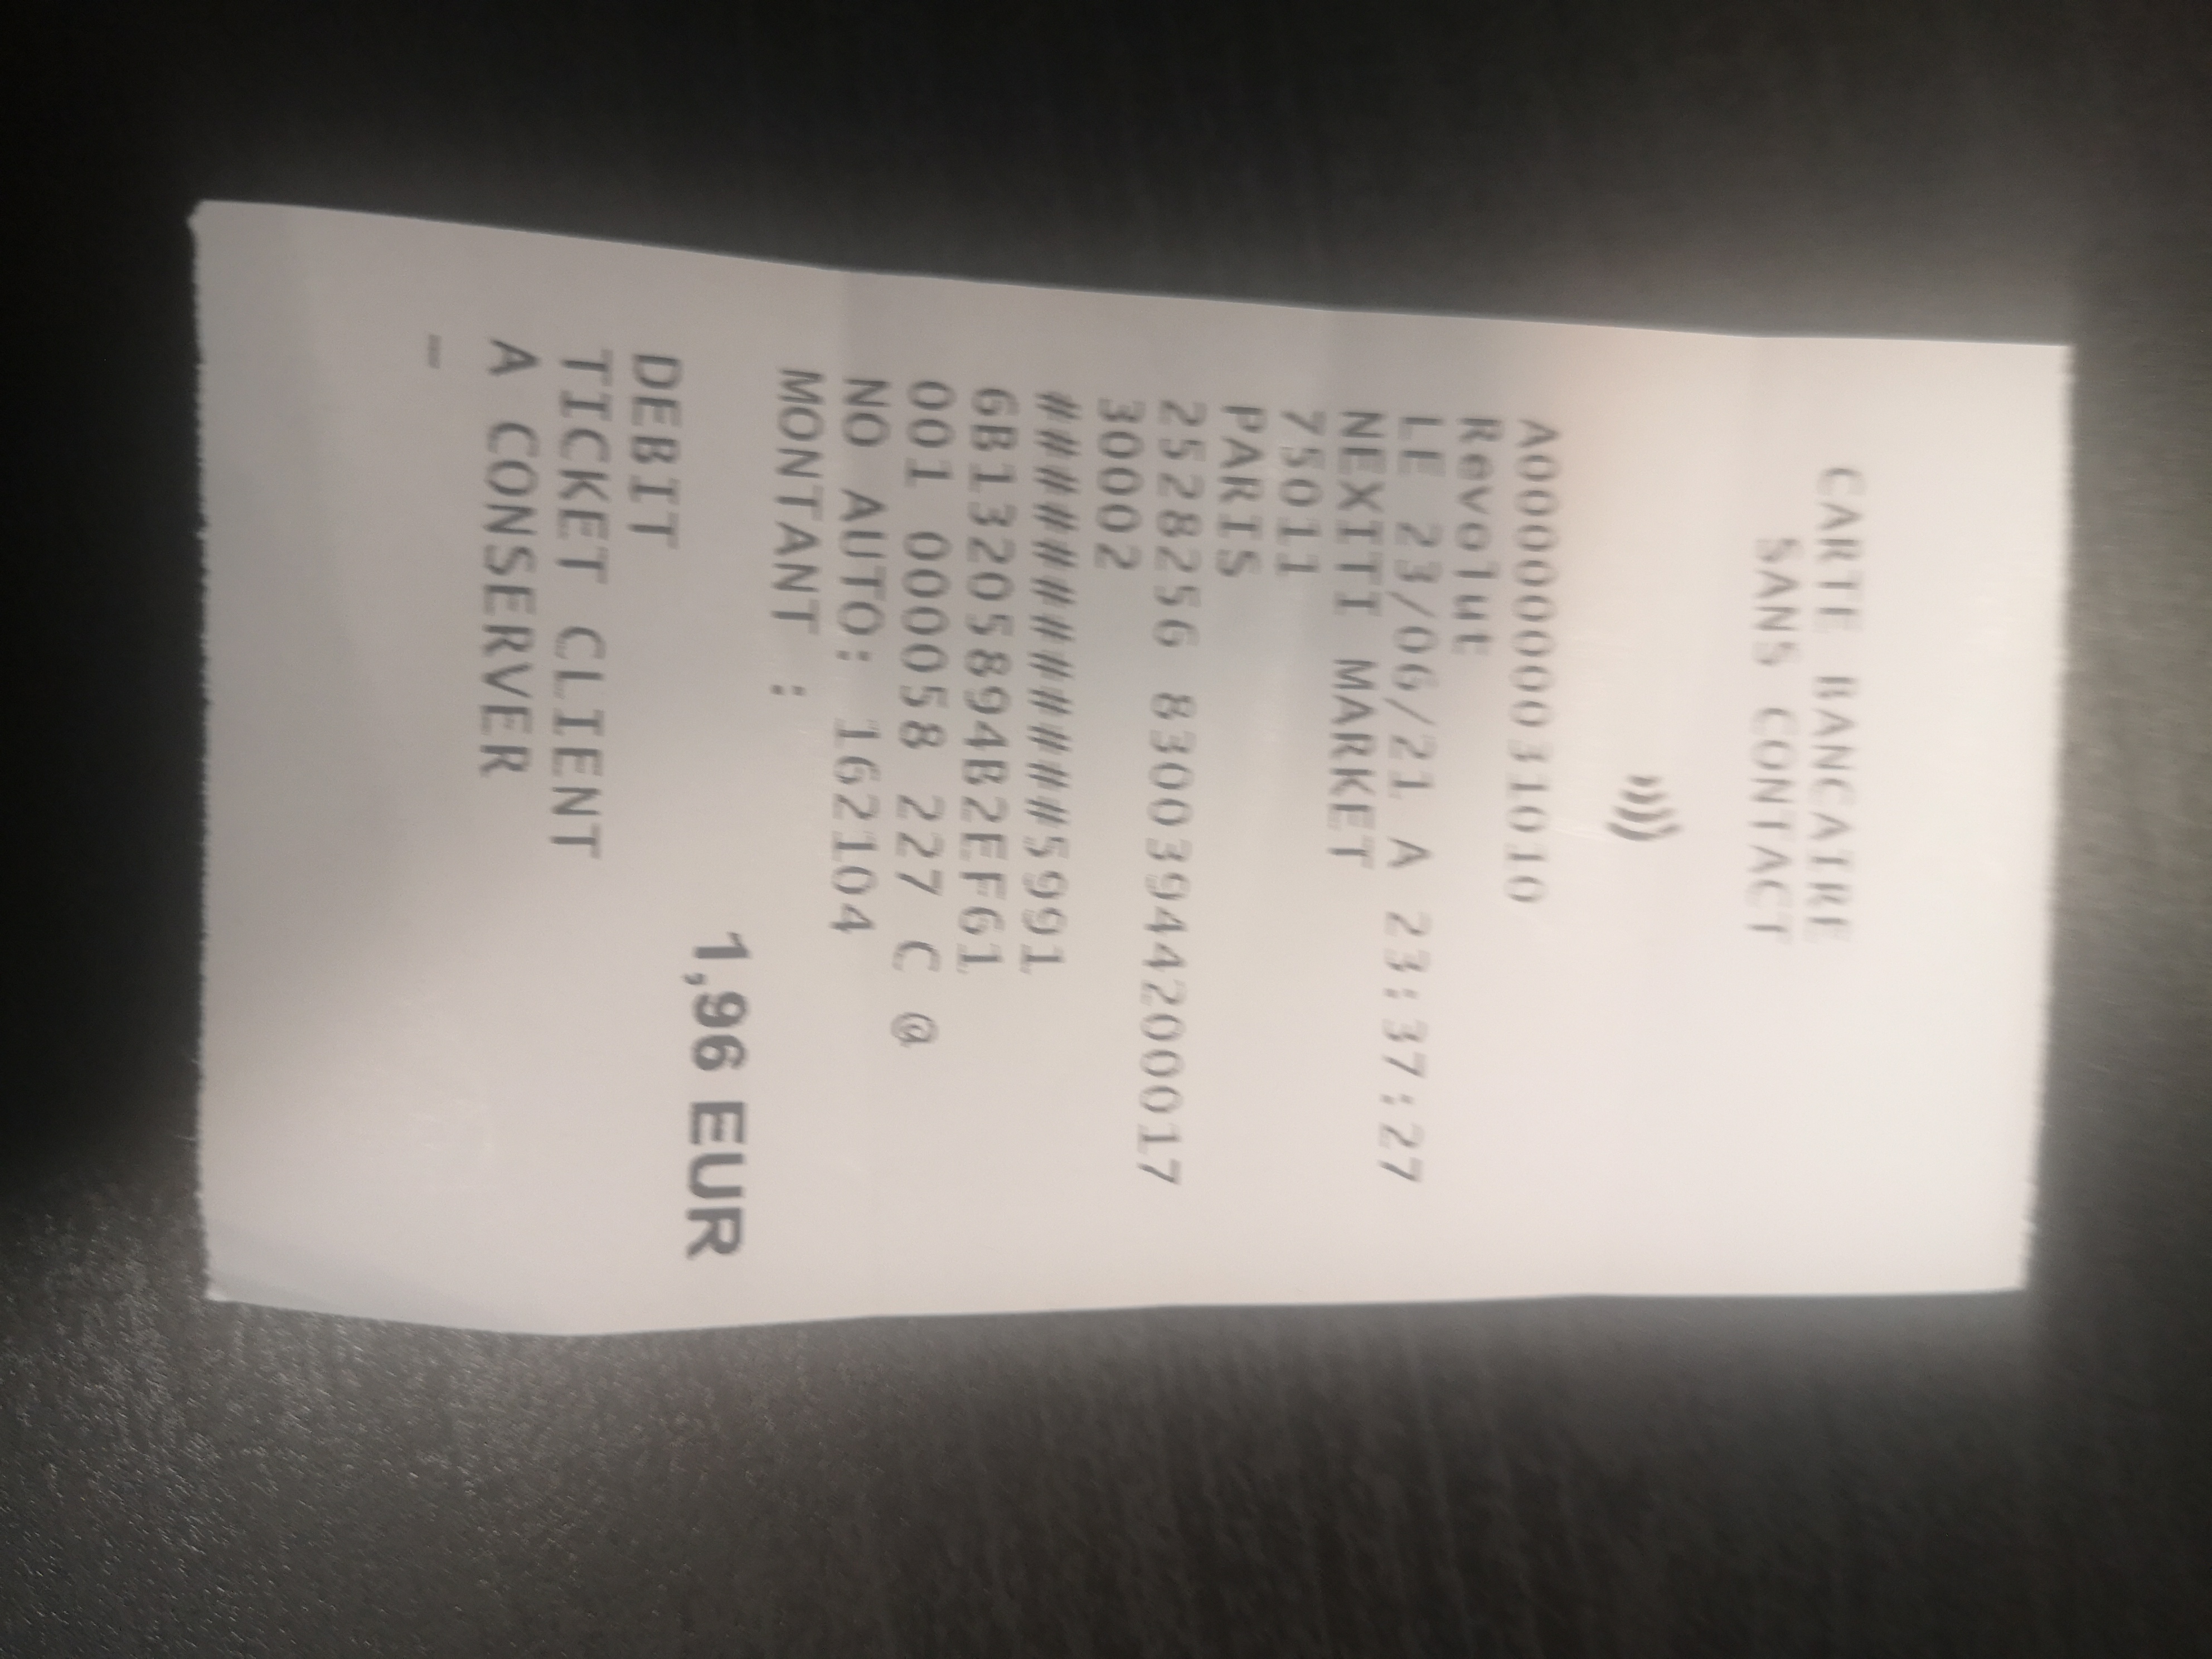 CARTE BANCAIRE
SANS CONTACT
A0000000031010
Revolut
LE 23/06/21 A 23:37:27
NEXITI MARKET
75011
PARIS
2528256 83003944200017
30002
############5991
6B13205894B2EF61
001 000058 227 C @
NO AUTO: 162104
MONTANT :
1,96 EUR
DEBIT
TICKET CLIENT
A CONSERVER
_